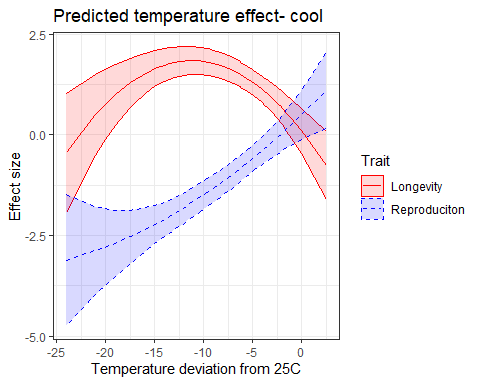 Predicted temperature effect- cool
2.5
0.0
-2.5
-5.0
Effect size
-25 -20 -15 -10 -5 0
Temperature deviation from 25C
Trait
Longevity
Reproduciton